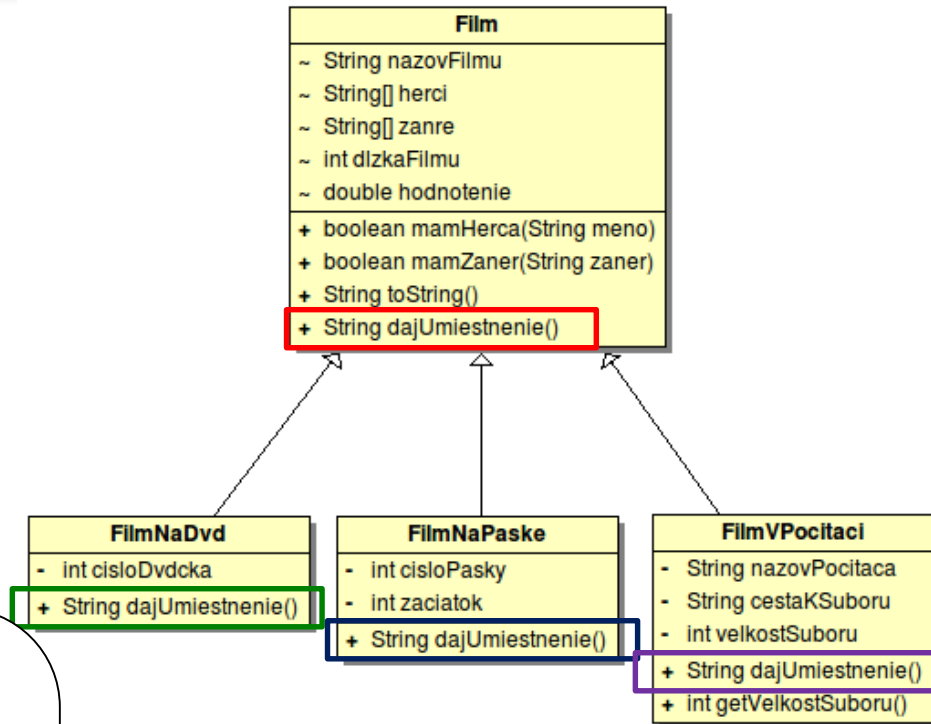 Film
~ String nazovFilmu
~ String[] herci
~ String[] zanre
~ int dlzkaFilmu
~ double hodnotenie
+ boolean mamHerca(String meno)
+ boolean mamZaner(String zaner)
+ String toString()
+ String dajUmiestnenie()
FilmNaDvd
- int cisloDvdcka
+ String dajUmiestnenie()
FilmNaPaske
- int cisloPasky
- int zaciatok
+ String dajUmiestnenie()
FilmVPocitaci
- String nazovPocitaca
- String cestaKSuboru
- int velkostSuboru
+ String dajUmiestnenie()
+ int getVelkostSuboru()